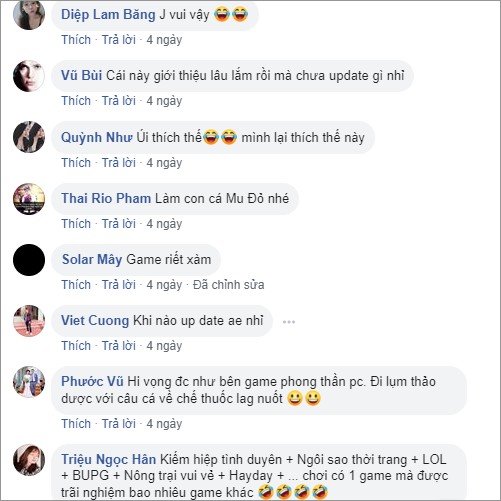 Diệp Lam Băng J vui vậy 😂😂
Thích · Trả lời · 4 ngày
Vũ Bùi Cái này giới thiệu lâu lắm rồi mà chưa update gì nhỉ
Thích · Trả lời · 4 ngày
Quỳnh Như Úi thích thế😂😂 mình lại thích thế này
Thích · Trả lời · 4 ngày
Thai Rio Pham Làm con cá Mu Đỏ nhé
Thích · Trả lời · 4 ngày
Solar Mây Game riết xàm
Thích · Trả lời · 4 ngày · Đã chỉnh sửa
Viet Cuong Khi nào up date ae nhỉ
Thích · Trả lời · 4 ngày
Phước Vũ Hi vọng đc như bên game phong thần pc. Đi lụm thảo
dược với câu cá về chế thuốc lag nuốt 😀😀
Thích · Trả lời · 4 ngày
Triệu Ngọc Hân Kiếm hiệp tình duyên + Ngôi sao thời trang + LOL
+ BUPG + Nông trại vui vẻ + Hayday + ... chơi có 1 game mà được
trãi nghiệm bao nhiêu game khác 🤣🤣🤣🤣